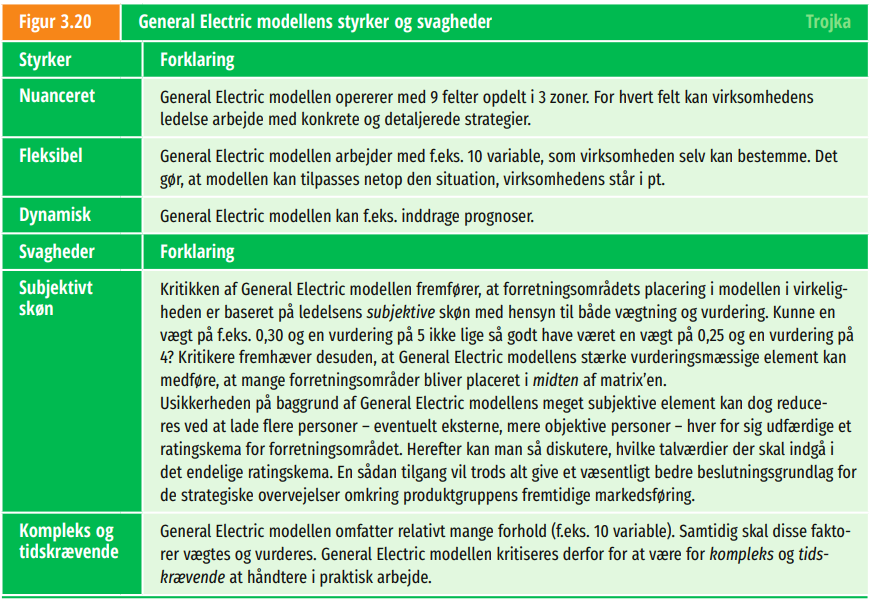 Figur 3.20 General Electric modellens styrker og svagheder Trojka
Styrker Forklaring
Nuanceret General Electric modellen opererer med 9 felter opdelt i 3 zoner. For hvert felt kan virksomhedens
ledelse arbejde med konkrete og detaljerede strategier.
Fleksibel General Electric modellen arbejder med f.eks. 10 variable, som virksomheden selv kan bestemme. Det
gør, at modellen kan tilpasses netop den situation, virksomhedens står i pt.
Dynamisk General Electric modellen kan f.eks. inddrage prognoser.
Svagheder Forklaring
Subjektivt
skøn
Kritikken af General Electric modellen fremfører, at forretningsområdets placering i modellen i virkelig-
heden er baseret på ledelsens subjektive skøn med hensyn til både vægtning og vurdering. Kunne en
vægt på f.eks. 0,30 og en vurdering på 5 ikke lige så godt have været en vægt på 0,25 og en vurdering på
4? Kritikere fremhæver desuden, at General Electric modellens stærke vurderingsmæssige element kan
medføre, at mange forretningsområder bliver placeret i midten af matrix'en.
Usikkerheden på baggrund af General Electric modellens meget subjektive element kan dog reduce-
res ved at lade flere personer – eventuelt eksterne, mere objektive personer – hver for sig udfærdige et
ratingskema for forretningsområdet. Herefter kan man så diskutere, hvilke talværdier der skal indgå i
det endelige ratingskema. En sådan tilgang vil trods alt give et væsentligt bedre beslutningsgrundlag for
de strategiske overvejelser omkring produktgruppens fremtidige markedsføring.
Kompleks og
tidskrævende
General Electric modellen omfatter relativt mange forhold (f.eks. 10 variable). Samtidig skal disse fakto-
rer vægtes og vurderes. General Electric modellen kritiseres derfor for at være for kompleks og tids-
krævende at håndtere i praktisk arbejde.